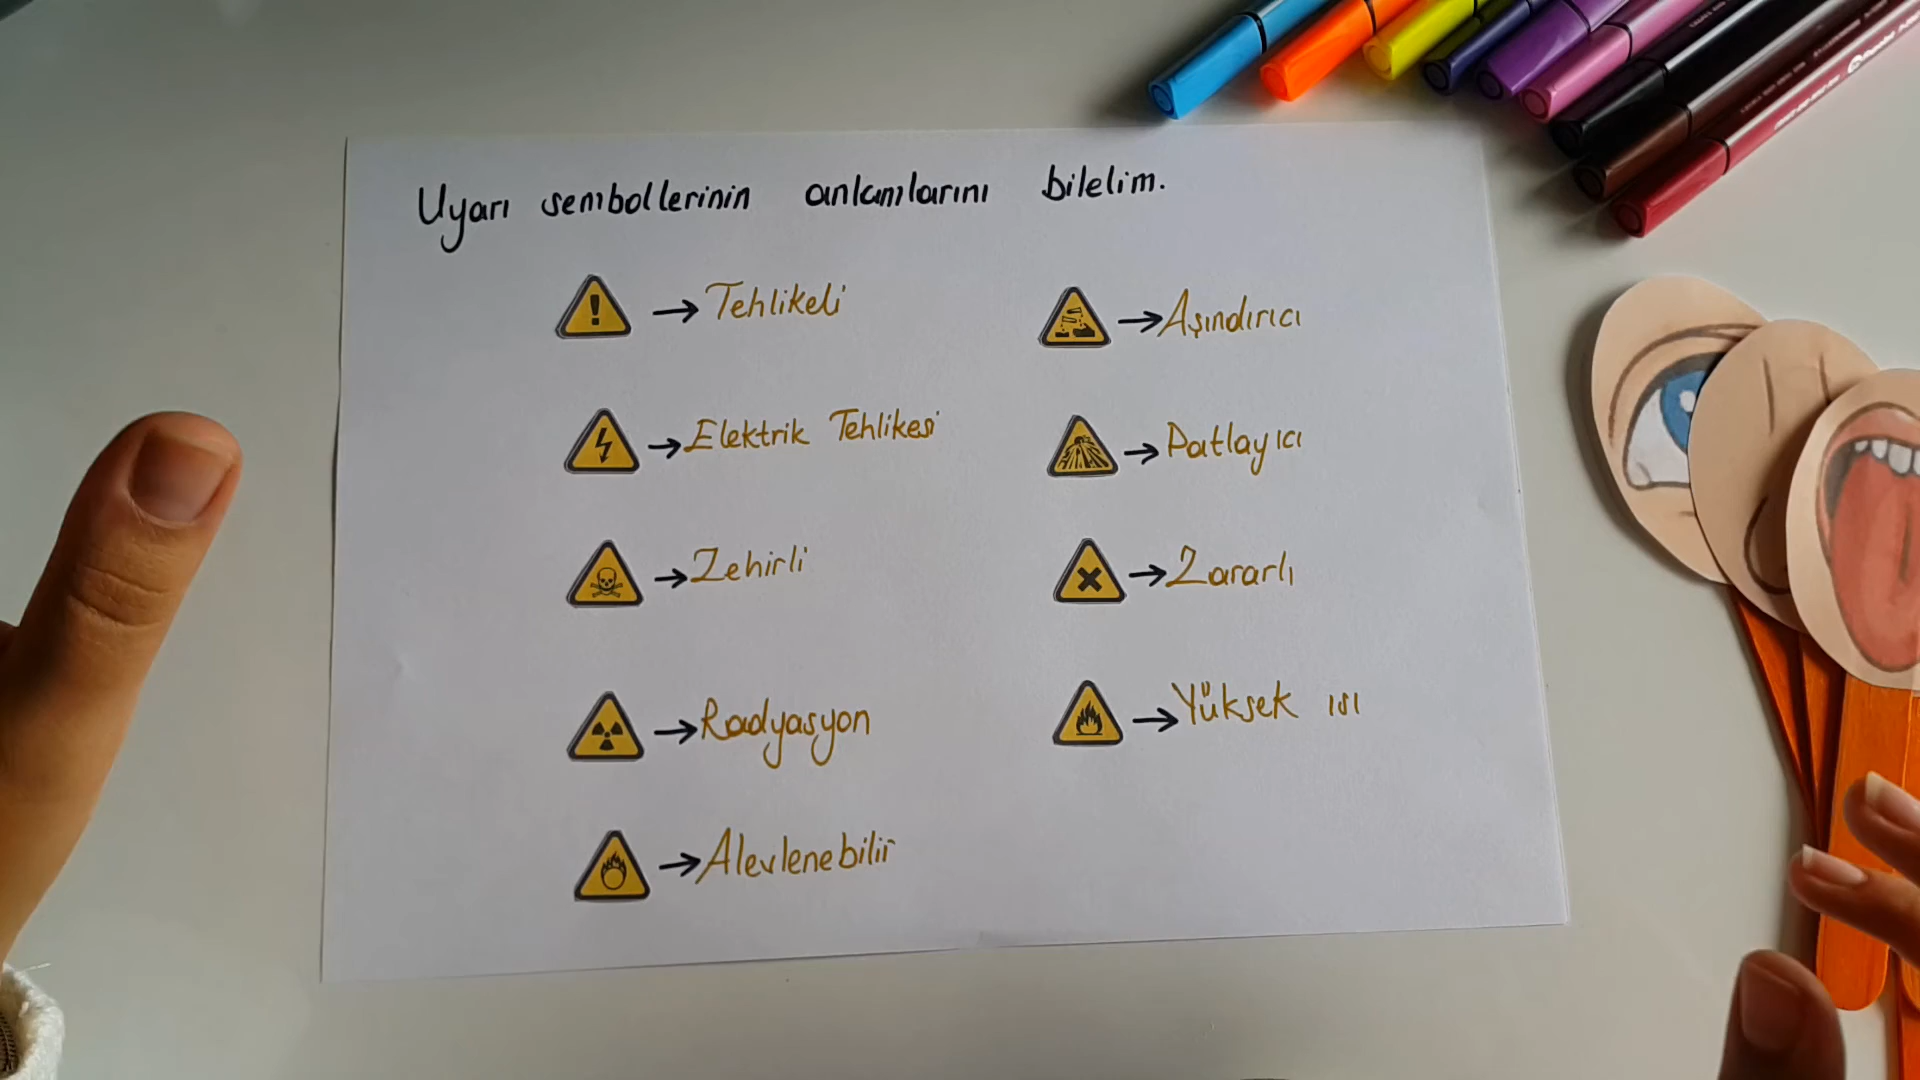 Uyarı sembollerinin anlamlarını bilelim.
→ Tehlikeli
→ Elektrik Tehlikesi
→ Zehirli
→ Radyasyon
→ Alevlenebilir
→ Aşındırıcı
→ Patlayıcı
→ Zararlı
→ Yüksek ısı